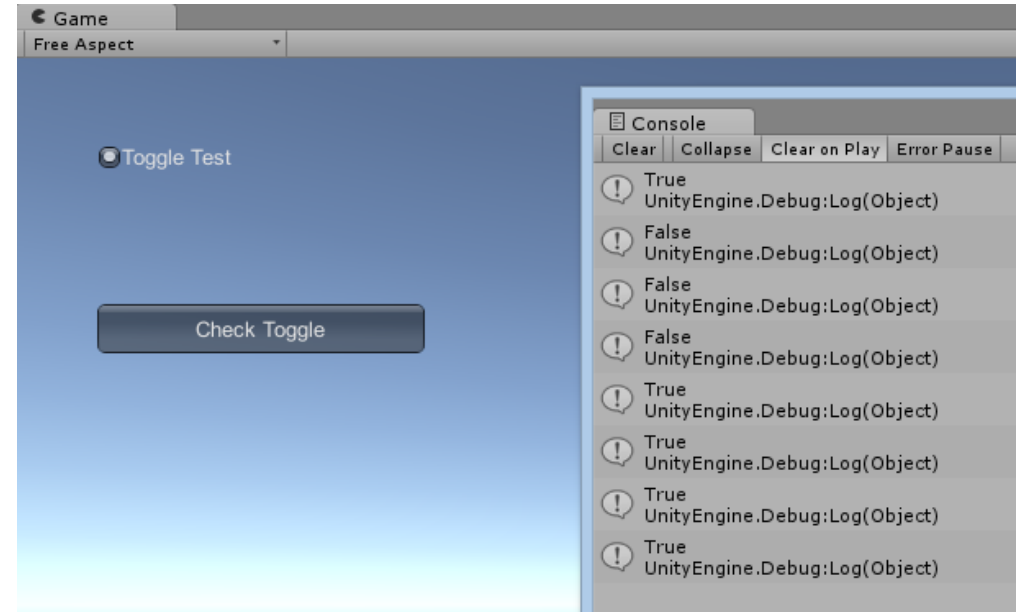 Game
Free Aspect
Toggle Test
Check Toggle
Console
Clear Collapse Clear on Play Error Pause
True
UnityEngine.Debug:Log(Object)
False
UnityEngine.Debug:Log(Object)
False
UnityEngine.Debug:Log(Object)
False
UnityEngine.Debug:Log(Object)
True
UnityEngine.Debug:Log(Object)
True
UnityEngine.Debug:Log(Object)
True
UnityEngine.Debug:Log(Object)
True
UnityEngine.Debug:Log(Object)